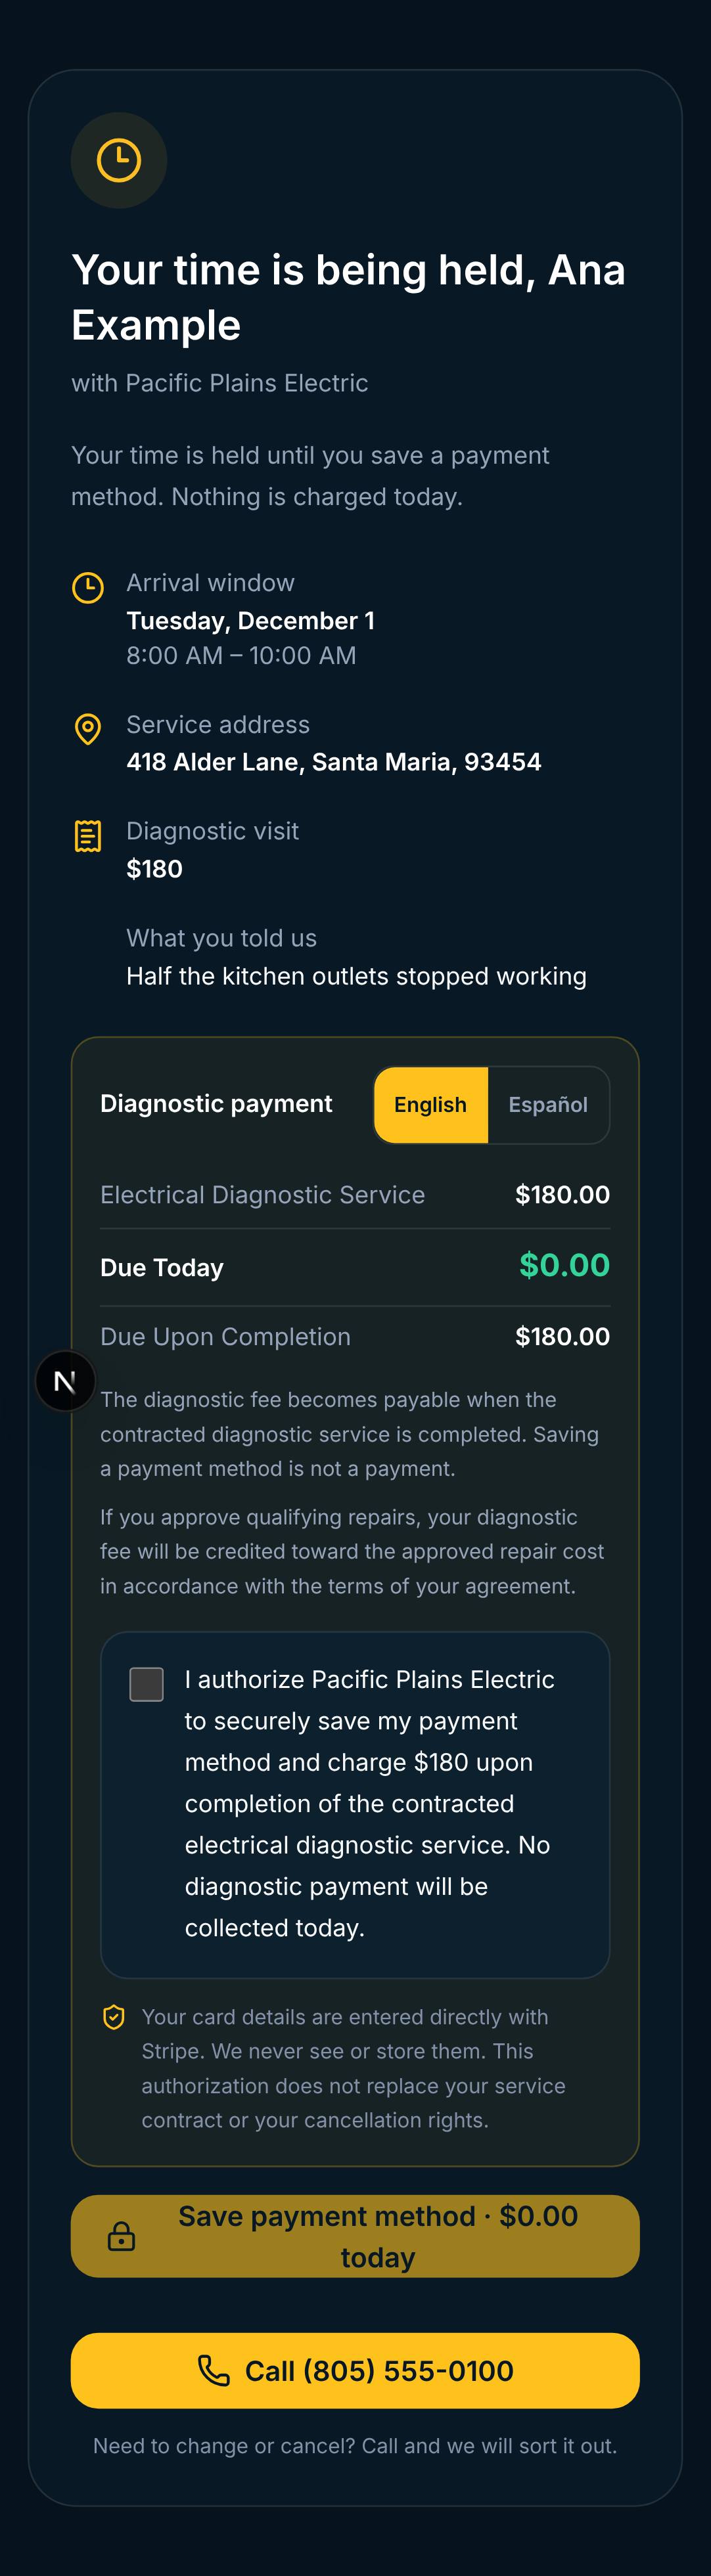 Your time is being held, Ana
Example
with Pacific Plains Electric
Your time is held until you save a payment
method. Nothing is charged today.
Arrival window
Tuesday, December 1
8:00 AM – 10:00 AM
Service address
418 Alder Lane, Santa Maria, 93454
Diagnostic visit
$180
What you told us
Half the kitchen outlets stopped working
Diagnostic payment English Español
Electrical Diagnostic Service $180.00
Due Today $0.00
Due Upon Completion $180.00
N
The diagnostic fee becomes payable when the
contracted diagnostic service is completed. Saving
a payment method is not a payment.
If you approve qualifying repairs, your diagnostic
fee will be credited toward the approved repair cost
in accordance with the terms of your agreement.
I authorize Pacific Plains Electric
to securely save my payment
method and charge $180 upon
completion of the contracted
electrical diagnostic service. No
diagnostic payment will be
collected today.
Your card details are entered directly with
Stripe. We never see or store them. This
authorization does not replace your service
contract or your cancellation rights.
Save payment method · $0.00
today
Call (805) 555-0100
Need to change or cancel? Call and we will sort it out.